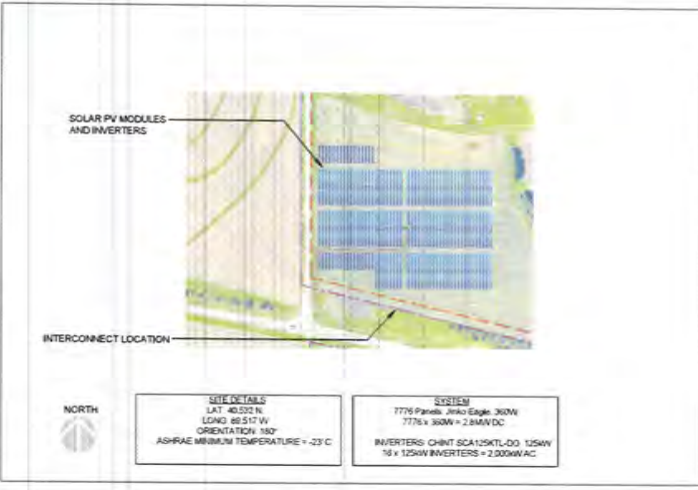 SOLAR PV MODULES
AND INVERTERS
INTERCONNECT LOCATION
NORTH
SITE DETAILS
LAT: 40.532 N.
LONG: 89.517 W
ORIENTATION: 180°
ASHRAE MINIMUM TEMPERATURE = -23°C
SYSTEM
7776 Panels: Jinko Eagle, 360W
7776 x 360W = 2.8MW DC
INVERTERS: CHINT SCA125KTL-DO: 125kW
16 x 125kW INVERTERS = 2,000kW AC